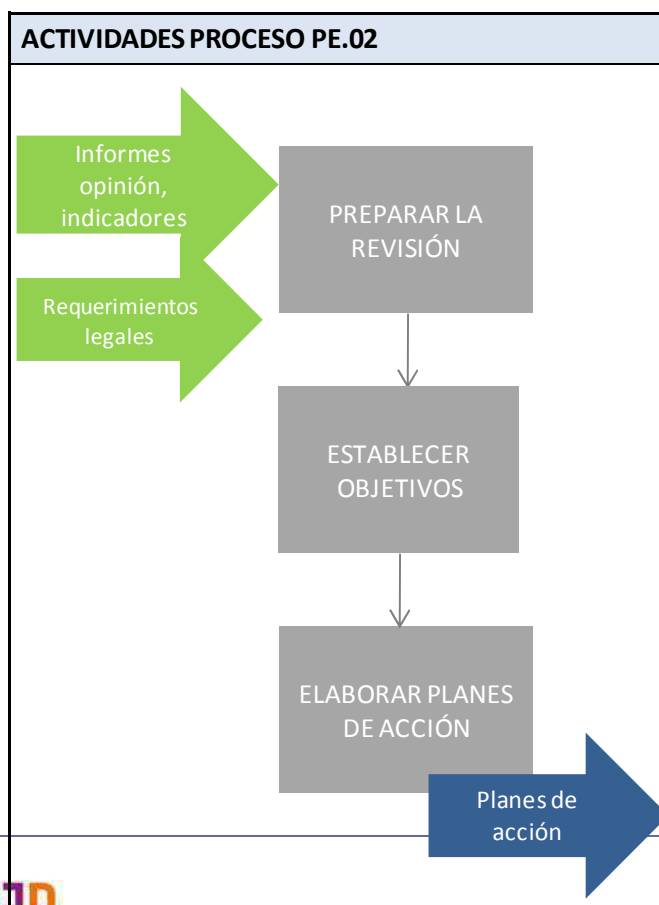 ACTIVIDADES PROCESO PE.02
Informes
opinión,
indicadores
PREPARAR LA
REVISIÓN
Requerimientos
legales
ESTABLECER
OBJETIVOS
ELABORAR PLANES
DE ACCIÓN
Planes de
acción